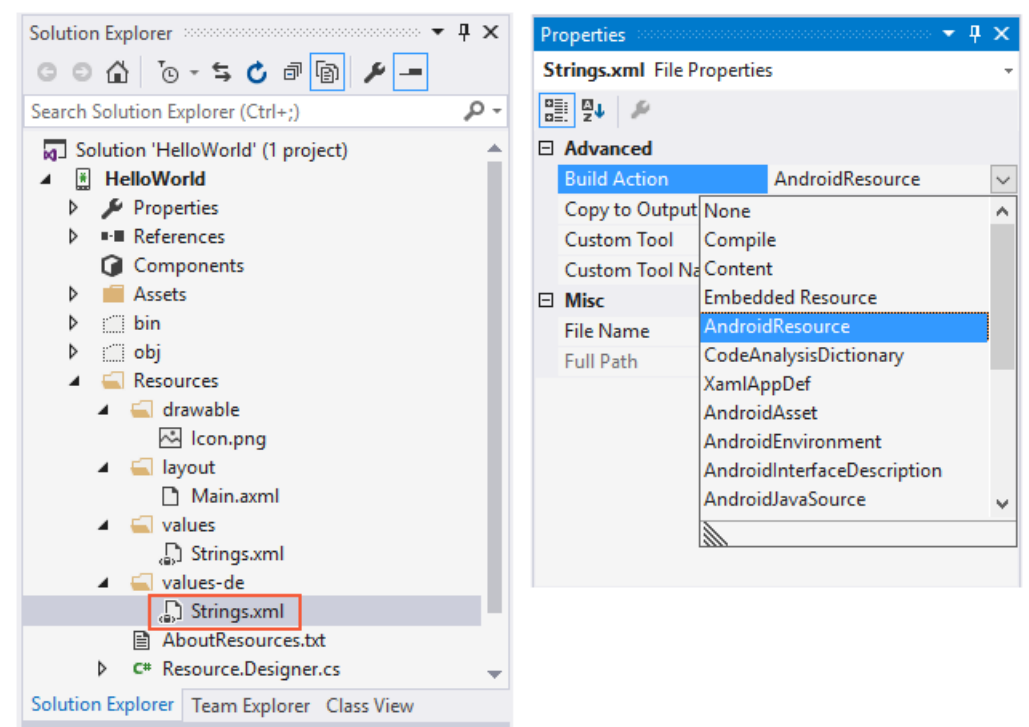 Solution Explorer
Search Solution Explorer (Ctrl+;)
Solution 'HelloWorld' (1 project)
HelloWorld
Properties
References
Components
Assets
bin
obj
Resources
drawable
Icon.png
layout
Main.axml
values
Strings.xml
values-de
Strings.xml
AboutResources.txt
C# Resource.Designer.cs
Solution Explorer Team Explorer Class View
Properties
Strings.xml File Properties
Advanced
Build Action AndroidResource
Copy to Output
Custom Tool
Custom Tool Na
Misc
File Name
Full Path
None
Compile
Content
Embedded Resource
AndroidResource
CodeAnalysisDictionary
XamlAppDef
AndroidAsset
AndroidEnvironment
AndroidInterfaceDescription
AndroidJavaSource